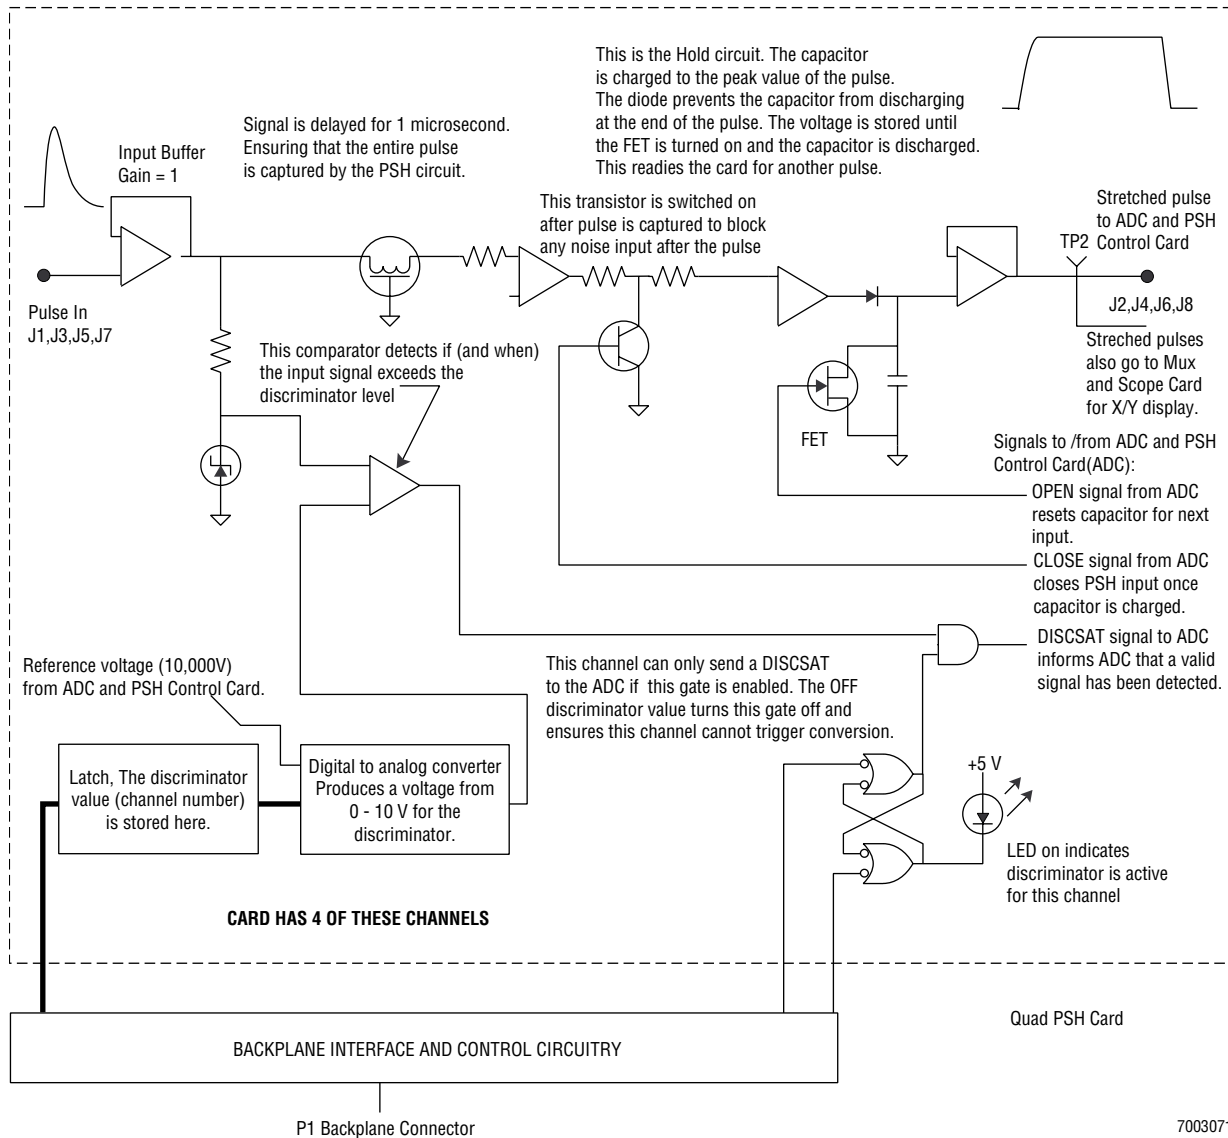 This is the Hold circuit. The capacitor
is charged to the peak value of the pulse.
The diode prevents the capacitor from discharging
at the end of the pulse. The voltage is stored until
the FET is turned on and the capacitor is discharged.
This readies the card for another pulse.
Signal is delayed for 1 microsecond.
Ensuring that the entire pulse
is captured by the PSH circuit.
Input Buffer
Gain = 1
This transistor is switched on
after pulse is captured to block
any noise input after the pulse
Stretched pulse
to ADC and PSH
Control Card
TP2
Pulse In
J1,J3,J5,J7
J2,J4,J6,J8
Streched pulses
also go to Mux
and Scope Card
for X/Y display.
This comparator detects if (and when)
the input signal exceeds the
discriminator level
FET
Signals to /from ADC and PSH
Control Card(ADC):
OPEN signal from ADC
resets capacitor for next
input.
CLOSE signal from ADC
closes PSH input once
capacitor is charged.
DISCSAT signal to ADC
informs ADC that a valid
signal has been detected.
Reference voltage (10,000V)
from ADC and PSH Control Card.
This channel can only send a DISCSAT
to the ADC if this gate is enabled. The OFF
discriminator value turns this gate off and
ensures this channel cannot trigger conversion.
Latch, The discriminator
value (channel number)
is stored here.
Digital to analog converter
Produces a voltage from
0 - 10 V for the
discriminator.
+5 V
LED on indicates
discriminator is active
for this channel
CARD HAS 4 OF THESE CHANNELS
Quad PSH Card
BACKPLANE INTERFACE AND CONTROL CIRCUITRY
P1 Backplane Connector